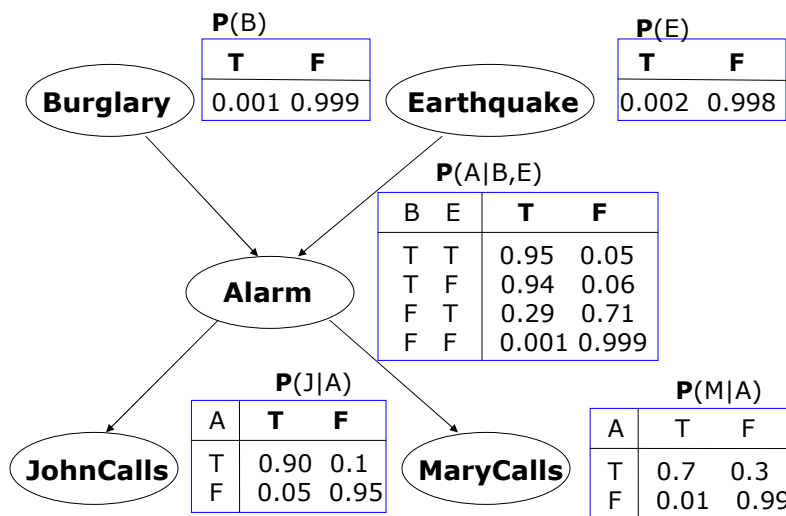 P(B)
T F
0.001 0.999
Burglary
P(E)
T F
0.002 0.998
Earthquake
P(A|B,E)
B E T F
T T 0.95 0.05
T F 0.94 0.06
F T 0.29 0.71
F F 0.001 0.999
Alarm
P(J|A)
A T F
T 0.90 0.1
F 0.05 0.95
JohnCalls
P(M|A)
A T F
T 0.7 0.3
F 0.01 0.99
MaryCalls